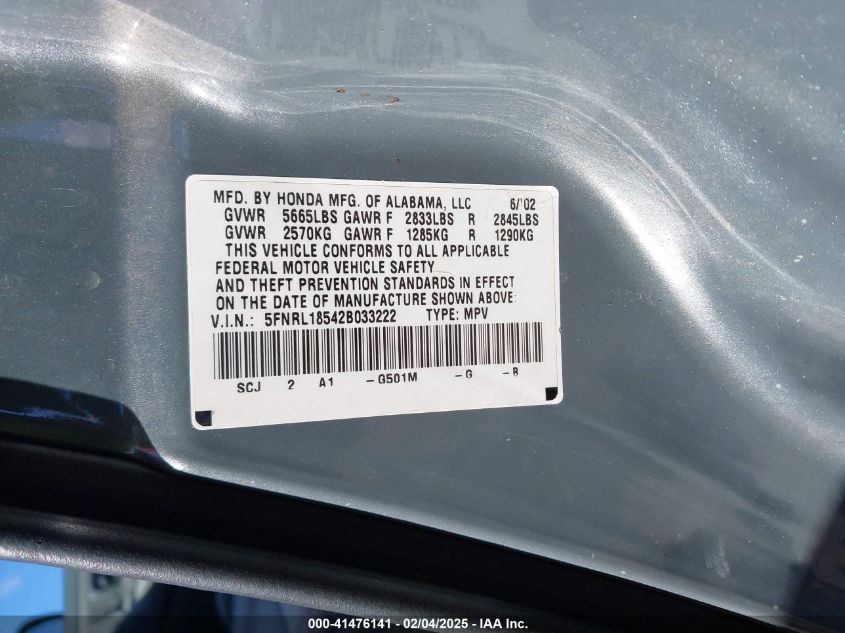 MFD. BY HONDA MFG. OF ALABAMA, LLC 6/'02
GVWR 5665LBS GAWR F 2833LBS R 2845LBS
GVWR 2570KG GAWR F 1285KG R 1290KG
THIS VEHICLE CONFORMS TO ALL APPLICABLE
FEDERAL MOTOR VEHICLE SAFETY
AND THEFT PREVENTION STANDARDS IN EFFECT
ON THE DATE OF MANUFACTURE SHOWN ABOVE.
V.I.N.: 5FNRL18542B033222 TYPE: MPV
SCJ 2 A1 -G501M -G -B
000-41476141 - 02/04/2025 - IAA Inc.